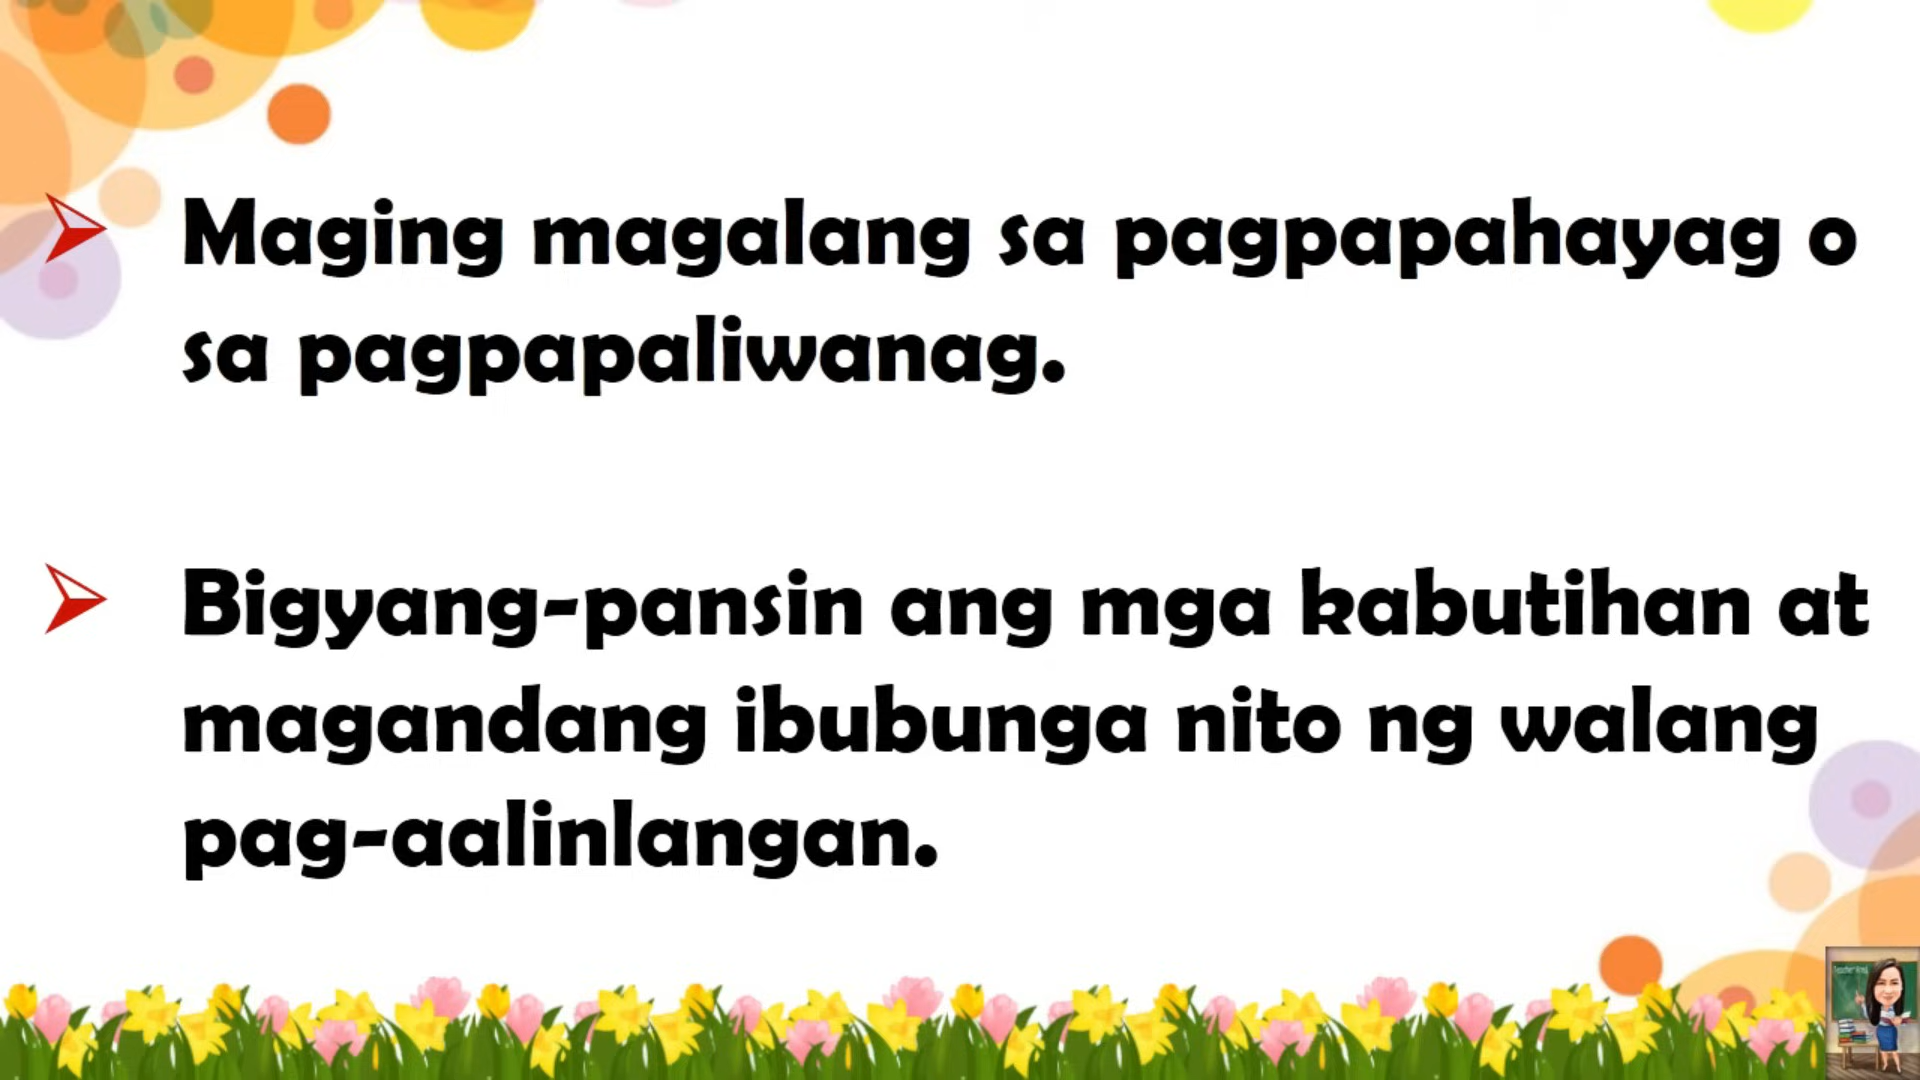 Maging magalang sa pagpapahayag o
sa pagpapaliwanag.
Bigyang-pansin ang mga kabutihan at
magandang ibubunga nito ng walang
pag-aalinlangan.